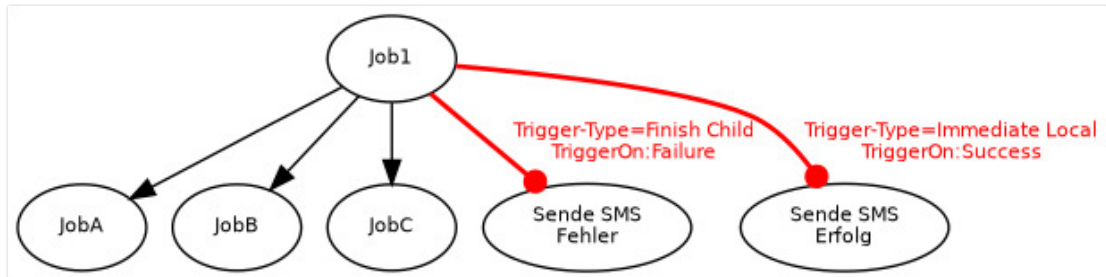 Job1
Trigger-Type=Finish Child
TriggerOn:Failure
Trigger-Type=Immediate Local
TriggerOn:Success
JobA
JobB
JobC
Sende SMS
Fehler
Sende SMS
Erfolg